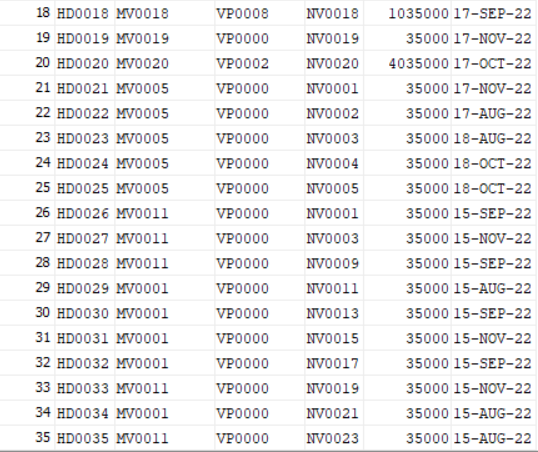 18 HD0018 MV0018 VP0008 NV0018 1035000 17-SEP-22
19 HD0019 MV0019 VP0000 NV0019 35000 17-NOV-22
20 HD0020 MV0020 VP0002 NV0020 4035000 17-OCT-22
21 HD0021 MV0005 VP0000 NV0001 35000 17-NOV-22
22 HD0022 MV0005 VP0000 NV0002 35000 17-AUG-22
23 HD0023 MV0005 VP0000 NV0003 35000 18-AUG-22
24 HD0024 MV0005 VP0000 NV0004 35000 18-OCT-22
25 HD0025 MV0005 VP0000 NV0005 35000 18-OCT-22
26 HD0026 MV0011 VP0000 NV0001 35000 15-SEP-22
27 HD0027 MV0011 VP0000 NV0003 35000 15-NOV-22
28 HD0028 MV0011 VP0000 NV0009 35000 15-SEP-22
29 HD0029 MV0001 VP0000 NV0011 35000 15-AUG-22
30 HD0030 MV0001 VP0000 NV0013 35000 15-SEP-22
31 HD0031 MV0001 VP0000 NV0015 35000 15-NOV-22
32 HD0032 MV0001 VP0000 NV0017 35000 15-SEP-22
33 HD0033 MV0011 VP0000 NV0019 35000 15-NOV-22
34 HD0034 MV0001 VP0000 NV0021 35000 15-AUG-22
35 HD0035 MV0011 VP0000 NV0023 35000 15-AUG-22